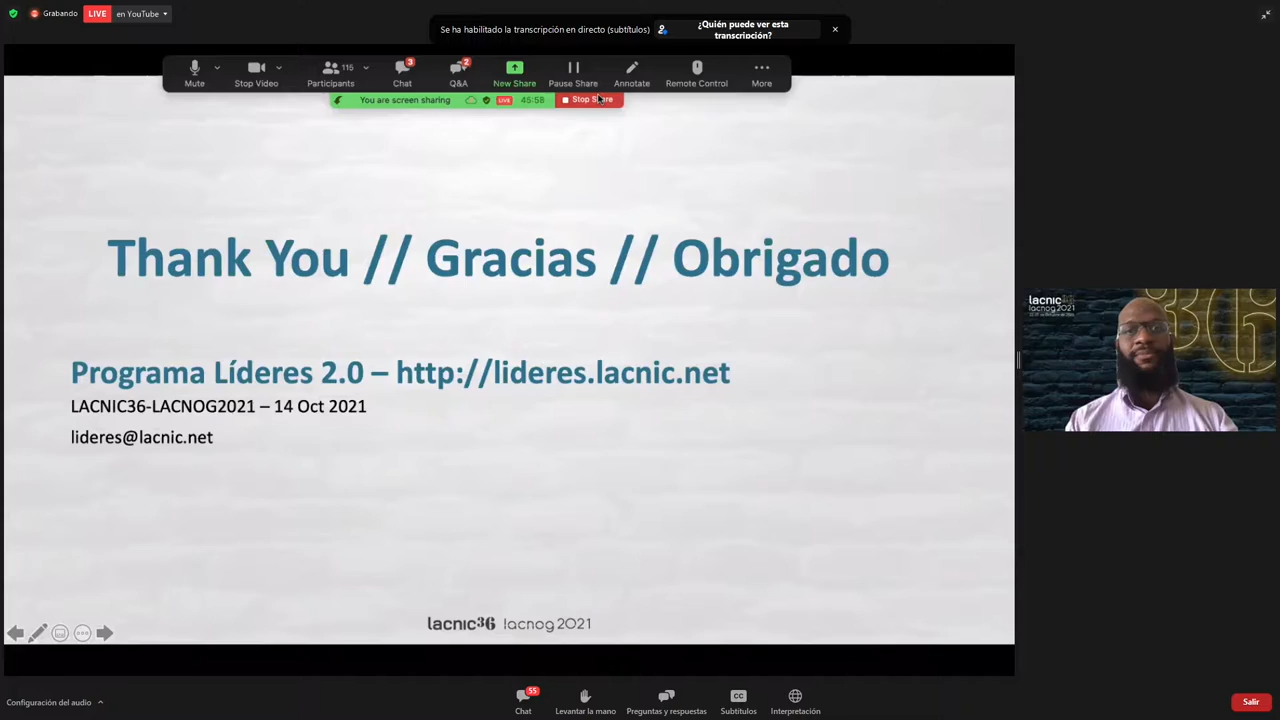 Grabando
LIVE
en YouTube
Se ha habilitado la transcripción en directo (subtítulos)
¿Quién puede ver esta transcripción?
Mute
Stop Video
115
Participants
3
Chat
2
Q&A
New Share
Pause Share
Annotate
Remote Control
More
You are screen sharing
LIVE
45:58
Stop Share
Thank You // Gracias // Obrigado
Programa Líderes 2.0 – http://lideres.lacnic.net
LACNIC36-LACNOG2021 – 14 Oct 2021
lideres@lacnic.net
lacnic36 lacnog 2021
lacnic36
lacnog 2021
36
Configuración del audio
55
Chat
Levantar la mano
Preguntas y respuestas
CC
Subtítulos
Interpretación
Salir